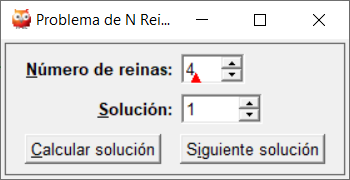 Problema de N Rei...
Número de reinas: 4
Solución: 1
Calcular solución Siguiente solución